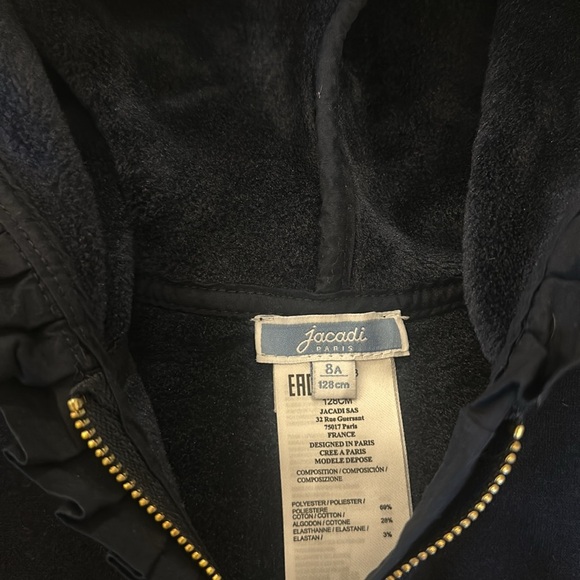 jacadi
PARIS
8A
128cm
EAC
128CM
JACADI SAS
32 Rue Guersant
75017 Paris
FRANCE
DESIGNED IN PARIS
CREE A PARIS
MODELE DEPOSE
COMPOSITION / COMPOSICIÓN /
COMPOSIZIONE
POLYESTER / POLIESTER /
POLIESTERE 69%
COTON / COTTON /
ALGODON / COTONE 28%
ELASTHANNE / ELASTANE /
ELASTAN / 3%